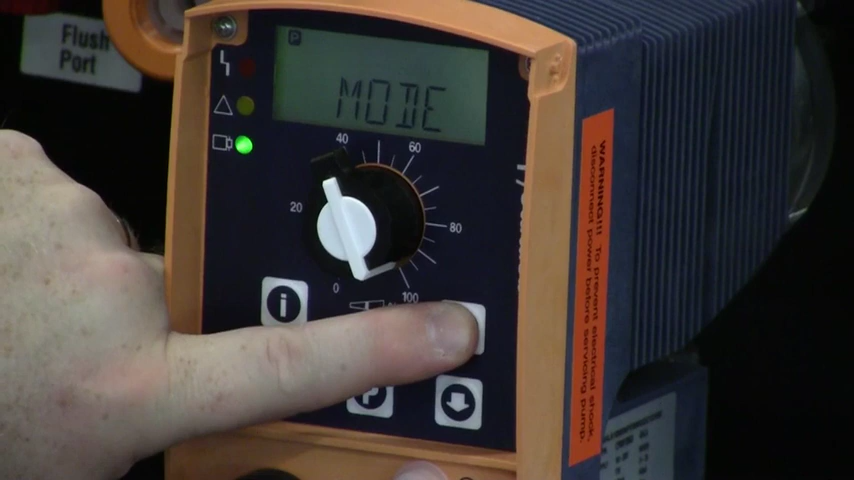 Flush
Port
P
MODE
40
60
20
80
0
100
i
P
WARNING!!! To prevent electrical shock,
disconnect power before servicing
pump.